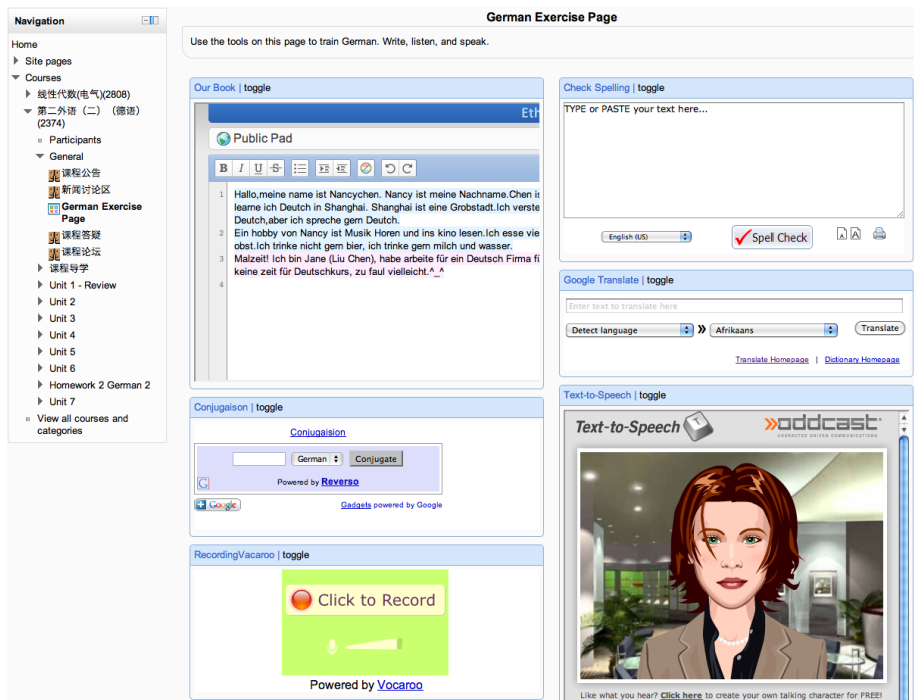 Navigation
Home
Site pages
Courses
线性代数(电气)(2808)
第二外语（二）（德语）
(2374)
Participants
General
课程公告
新闻讨论区
German Exercise
Page
课程答疑
课程论坛
课程导学
Unit 1 - Review
Unit 2
Unit 3
Unit 4
Unit 5
Unit 6
Homework 2 German 2
Unit 7
View all courses and
categories
German Exercise Page
Use the tools on this page to train German. Write, listen, and speak.
Our Book | toggle
Eth
Public Pad
B I U S
1 Hallo,meine name ist Nancychen. Nancy ist meine Nachname.Chen is
learne ich Deutch in Shanghai. Shanghai ist eine Grobstadt.Ich verste
Deutch,aber ich spreche gern Deutch.
2 Ein hobby von Nancy ist Musik Horen und ins kino lesen.Ich esse vie
obst.Ich trinke nicht gern bier, ich trinke gern milch und wasser.
3 Malzeit! Ich bin Jane (Liu Chen), habe arbeite für ein Deutsch Firma fü
keine zeit für Deutschkurs, zu faul vielleicht.^_^
4
Conjugaison | toggle
Conjugaision
German Conjugate
Powered by Reverso
G
Google
Gadgets powered by Google
RecordingVacaroo | toggle
Click to Record
Powered by Vocaroo
Check Spelling | toggle
TYPE or PASTE your text here...
English (US) Spell Check A A
Google Translate | toggle
Enter text to translate here
Detect language » Afrikaans Translate
Translate Homepage | Dictionary Homepage
Text-to-Speech | toggle
Text-to-Speech T oddcast
CHARACTER DRIVEN COMMUNICATIONS
Like what you hear? Click here to create your own talking character for FREE!